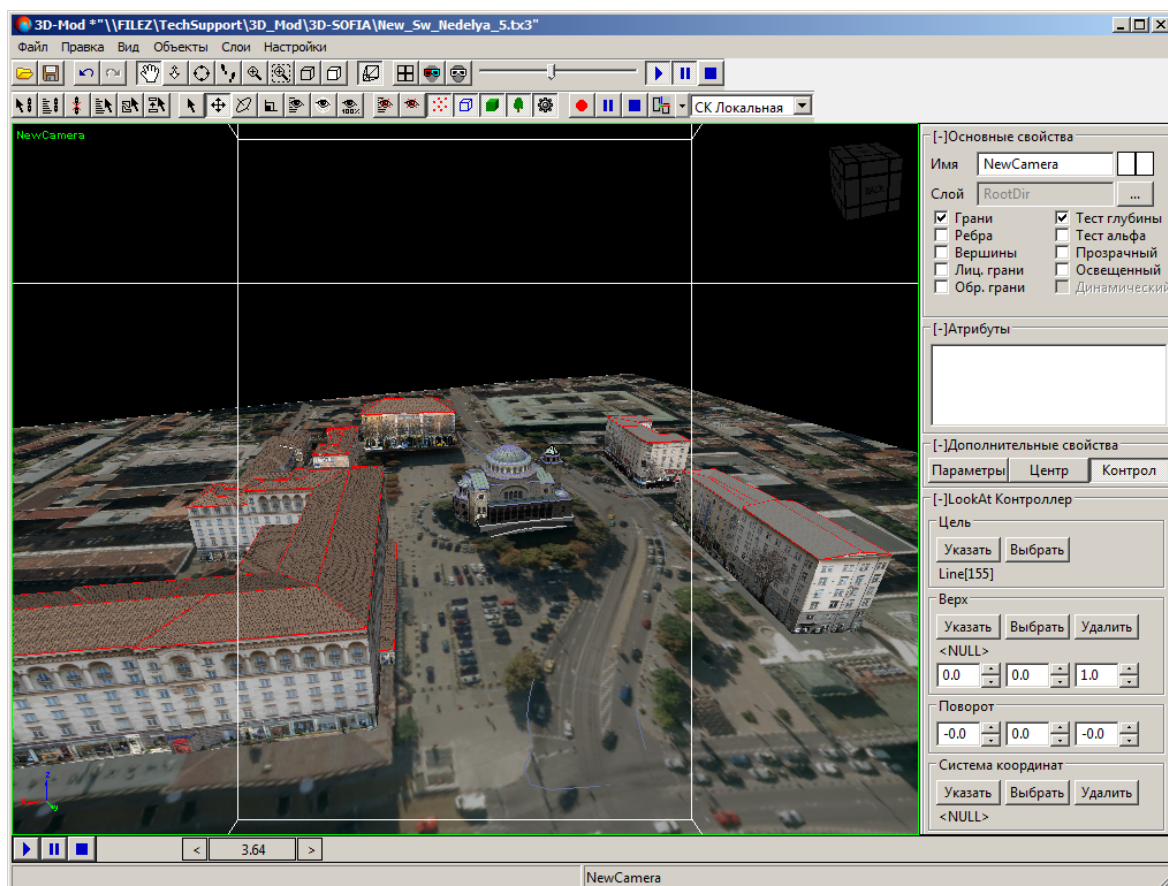 3D-Mod *"\\FILEZ\TechSupport\3D_Mod\3D-SOFIA\New_Sw_Nedelya_5.tx3"
Файл Правка Вид Объекты Слои Настройки
100%
СК Локальная
NewCamera
BACK
[-]Основные свойства
Имя NewCamera
Слой RootDir ...
Грани Тест глубины
Ребра Тест альфа
Вершины Прозрачный
Лиц. грани Освещенный
Обр. грани Динамический
[-]Атрибуты
[-]Дополнительные свойства
Параметры Центр Контрол
[-]LookAt Контроллер
Цель
Указать Выбрать
Line[155]
Верх
Указать Выбрать Удалить
<NULL>
0.0 0.0 1.0
Поворот
-0.0 0.0 -0.0
Система координат
Указать Выбрать Удалить
<NULL>
z
< 3.64 >
NewCamera